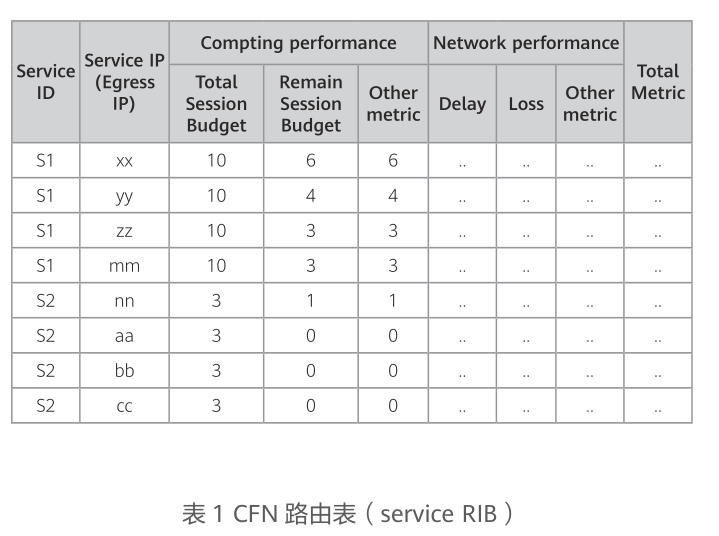 Service ID Service IP (Egress IP) Compting performance Network performance Total Metric
Total Session Budget Remain Session Budget Other metric Delay Loss Other metric
S1 xx 10 6 6 .. .. .. ..
S1 yy 10 4 4 .. .. .. ..
S1 zz 10 3 3 .. .. .. ..
S1 mm 10 3 3 .. .. .. ..
S2 nn 3 1 1 .. .. .. ..
S2 aa 3 0 0 .. .. .. ..
S2 bb 3 0 0 .. .. .. ..
S2 cc 3 0 0 .. .. .. ..
表 1 CFN 路由表（ service RIB ）